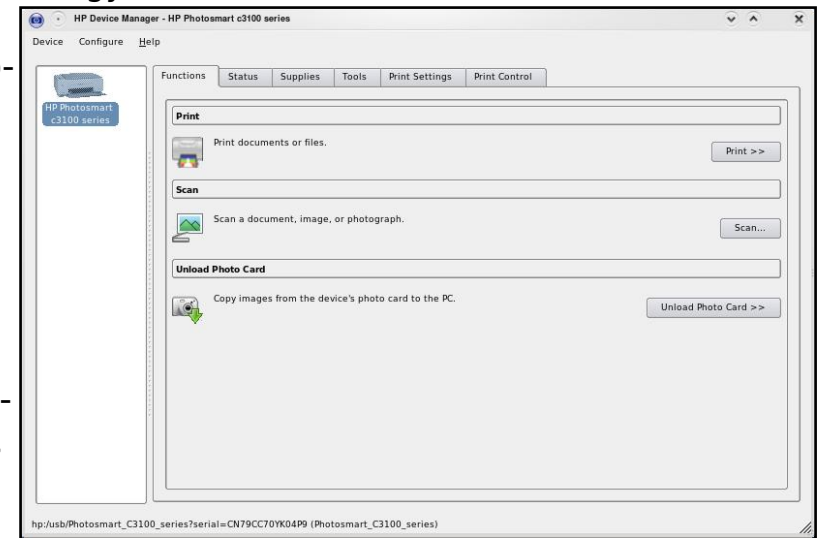 HP Device Manager - HP Photosmart c3100 series
Device Configure Help
Functions Status Supplies Tools Print Settings Print Control
HP Photosmart
c3100 series
Print
Print documents or files.
Print >>
Scan
Scan a document, image, or photograph.
Scan...
Unload Photo Card
Copy images from the device's photo card to the PC.
Unload Photo Card >>
hp:/usb/Photosmart_C3100_series?serial=CN79CC70YK04P9 (Photosmart_C3100_series)